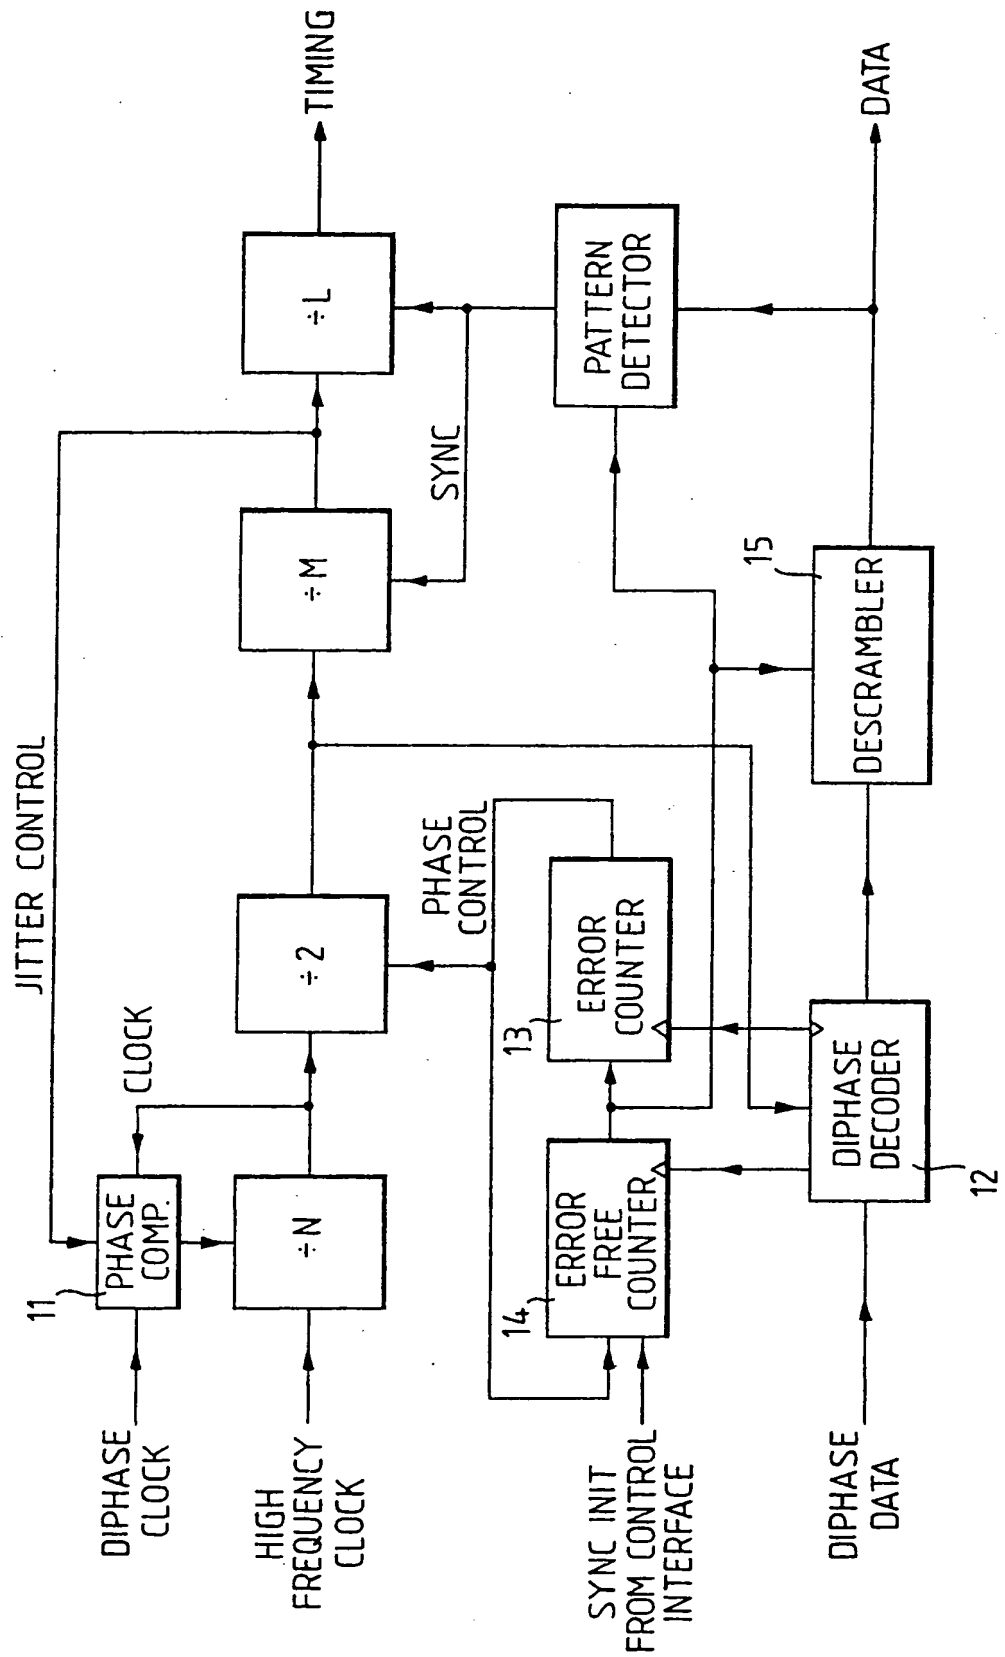 JITTER CONTROL
DIPHASE
CLOCK
11
PHASE
COMP.
CLOCK
HIGH
FREQUENCY
CLOCK
÷N
÷2
÷M
÷L
TIMING
PHASE
CONTROL
SYNC
SYNC INIT
FROM CONTROL
INTERFACE
14
ERROR
FREE
COUNTER
13
ERROR
COUNTER
PATTERN
DETECTOR
DIPHASE
DATA
DIPHASE
DECODER
12
15
DESCRAMBLER
DATA